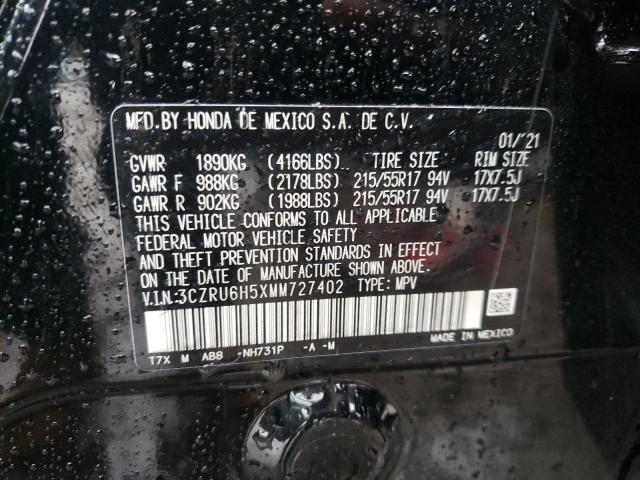 MFD.BY HONDA DE MEXICO S.A. DE C.V.
01/'21
GVWR 1890KG (4166LBS) TIRE SIZE RIM SIZE
GAWR F 988KG (2178LBS) 215/55R17 94V 17X7.5J
GAWR R 902KG (1988LBS) 215/55R17 94V 17X7.5J
THIS VEHICLE CONFORMS TO ALL APPLICABLE
FEDERAL MOTOR VEHICLE SAFETY
AND THEFT PREVENTION STANDARDS IN EFFECT
ON THE DATE OF MANUFACTURE SHOWN ABOVE.
V.I.N:3CZRU6H5XMM727402 TYPE: MPV
T7X M AB8 -NH731P -A -M MADE IN MEXICO